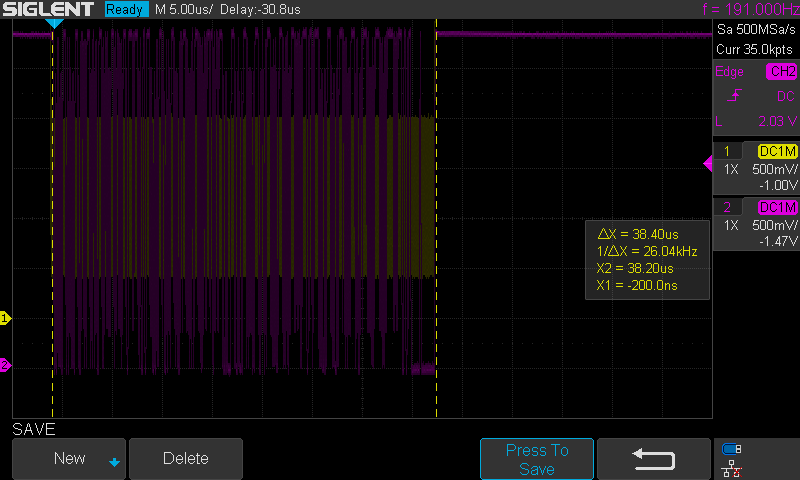 SIGLENT Ready M 5.00us/ Delay:-30.8us f = 191.000Hz
Sa 500MSa/s
Curr 35.0kpts
Edge CH2
DC
L 2.03 V
1 DC1M
1X 500mV/
-1.00V
2 DC1M
1X 500mV/
-1.47V
ΔX = 38.40us
1/ΔX = 26.04kHz
X2 = 38.20us
X1 = -200.0ns
1
2
SAVE
New Delete Press To
Save